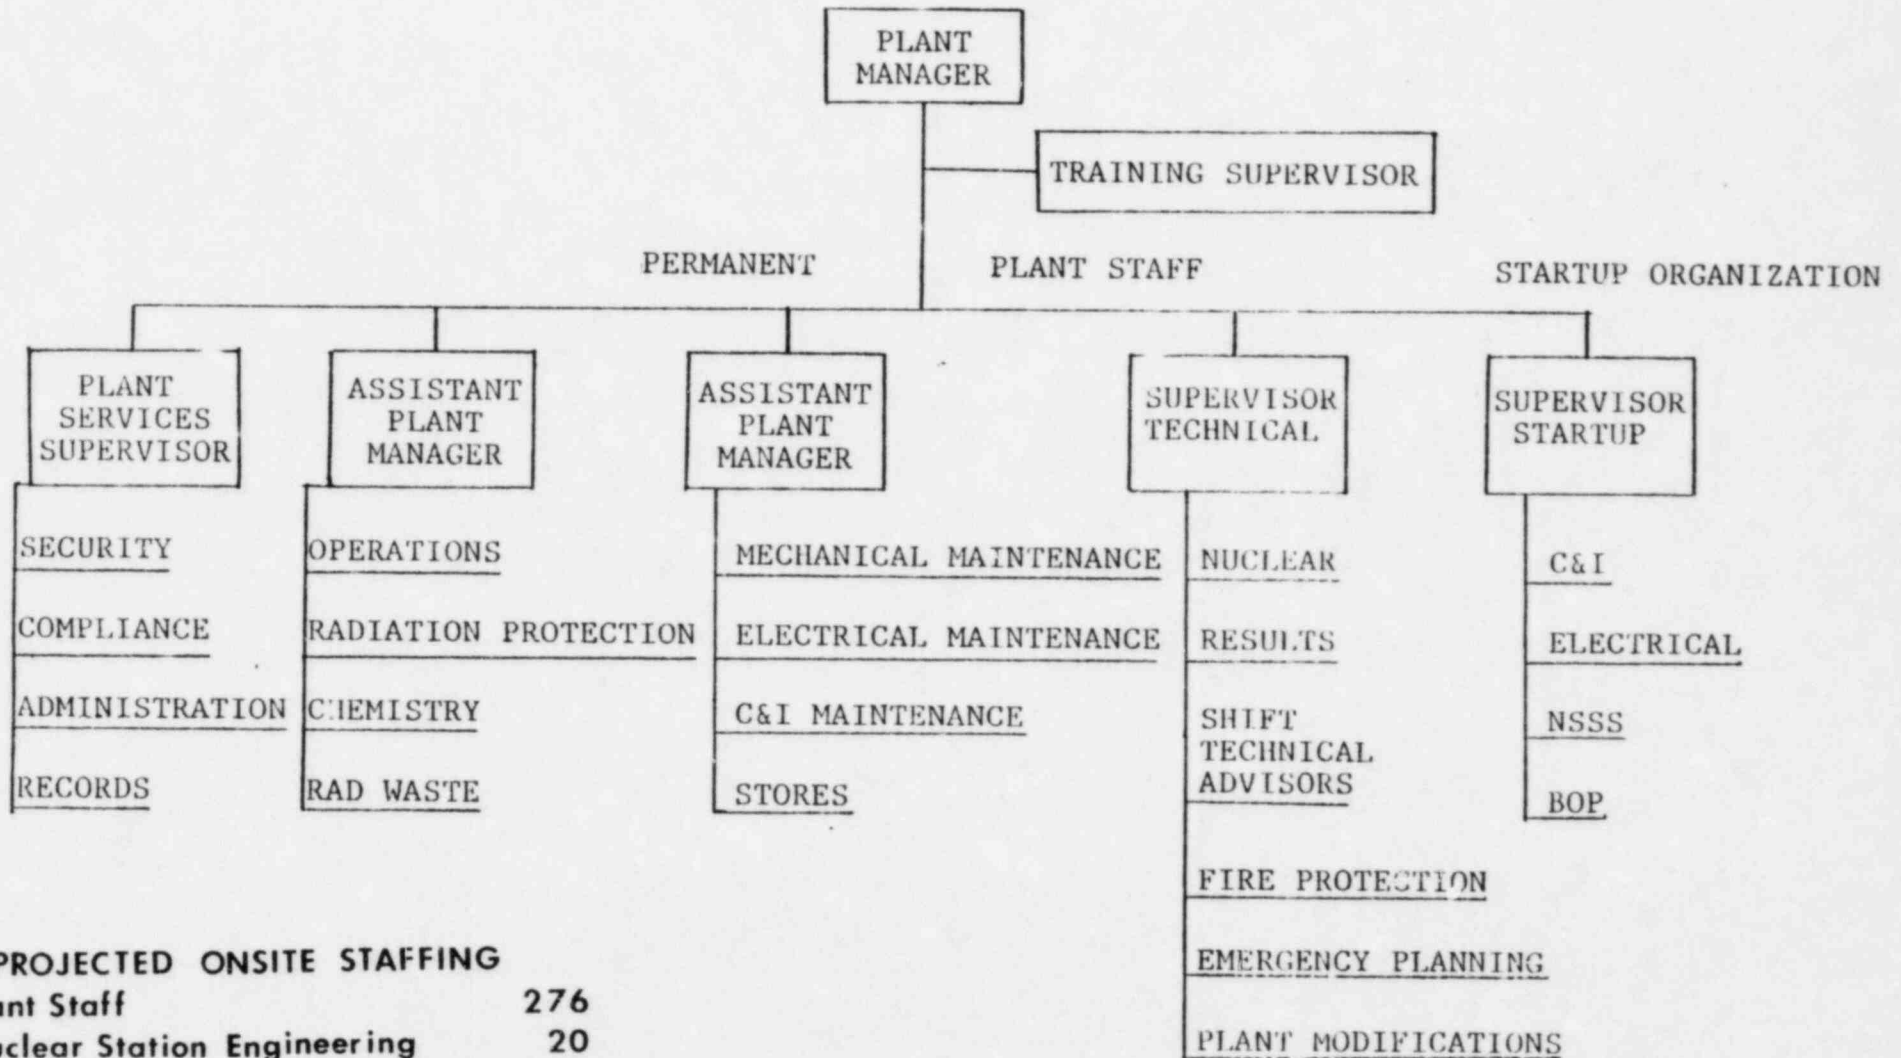 PLANT
MANAGER
TRAINING SUPERVISOR
PERMANENT PLANT STAFF
STARTUP ORGANIZATION
PLANT
SERVICES
SUPERVISOR
SECURITY
COMPLIANCE
ADMINISTRATION
RECORDS
ASSISTANT
PLANT
MANAGER
OPERATIONS
RADIATION PROTECTION
CHEMISTRY
RAD WASTE
ASSISTANT
PLANT
MANAGER
MECHANICAL MAINTENANCE
ELECTRICAL MAINTENANCE
C&I MAINTENANCE
STORES
SUPERVISOR
TECHNICAL
NUCLEAR
RESULTS
SHIFT
TECHNICAL
ADVISORS
FIRE PROTECTION
EMERGENCY PLANNING
PLANT MODIFICATIONS
SUPERVISOR
STARTUP
C&I
ELECTRICAL
NSSS
BOP
PROJECTED ONSITE STAFFING
ant Staff 276
uclear Station Engineering 20